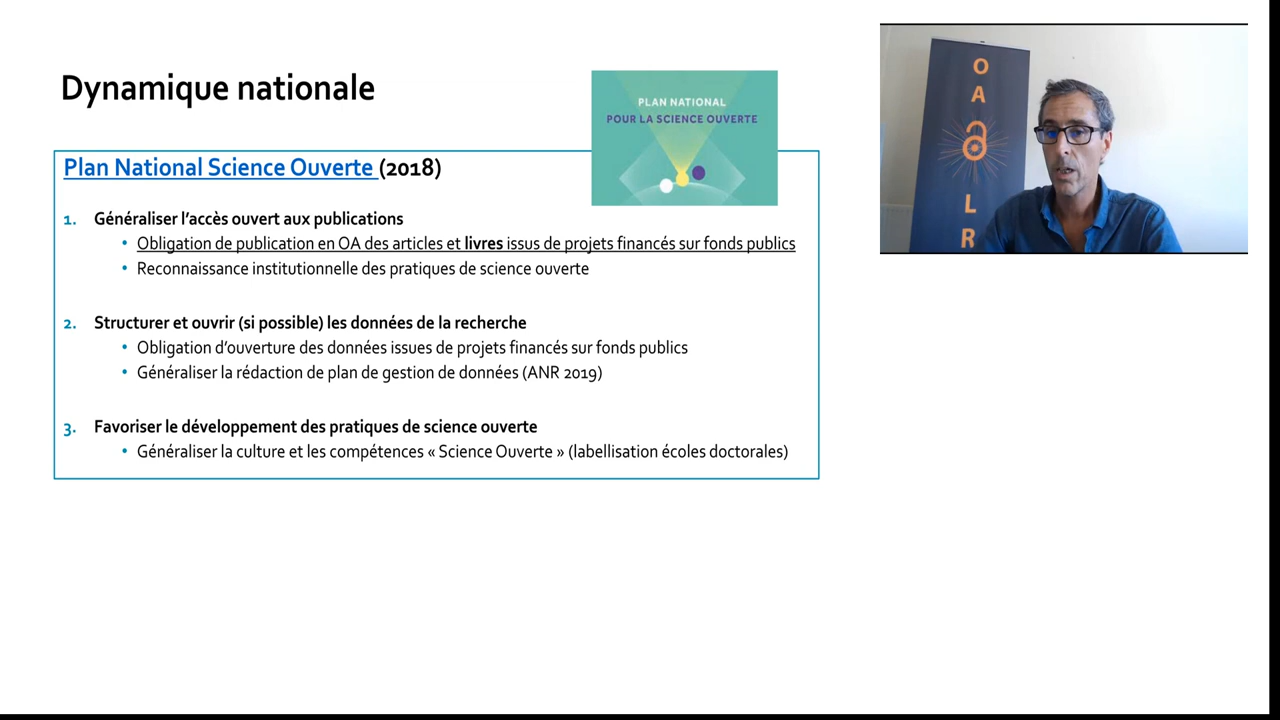 Dynamique nationale
PLAN NATIONAL
POUR LA SCIENCE OUVERTE
Plan National Science Ouverte (2018)
1. Généraliser l'accès ouvert aux publications
• Obligation de publication en OA des articles et livres issus de projets financés sur fonds publics
• Reconnaissance institutionnelle des pratiques de science ouverte
2. Structurer et ouvrir (si possible) les données de la recherche
• Obligation d'ouverture des données issues de projets financés sur fonds publics
• Généraliser la rédaction de plan de gestion de données (ANR 2019)
3. Favoriser le développement des pratiques de science ouverte
• Généraliser la culture et les compétences « Science Ouverte » (labellisation écoles doctorales)
O
A
L
R